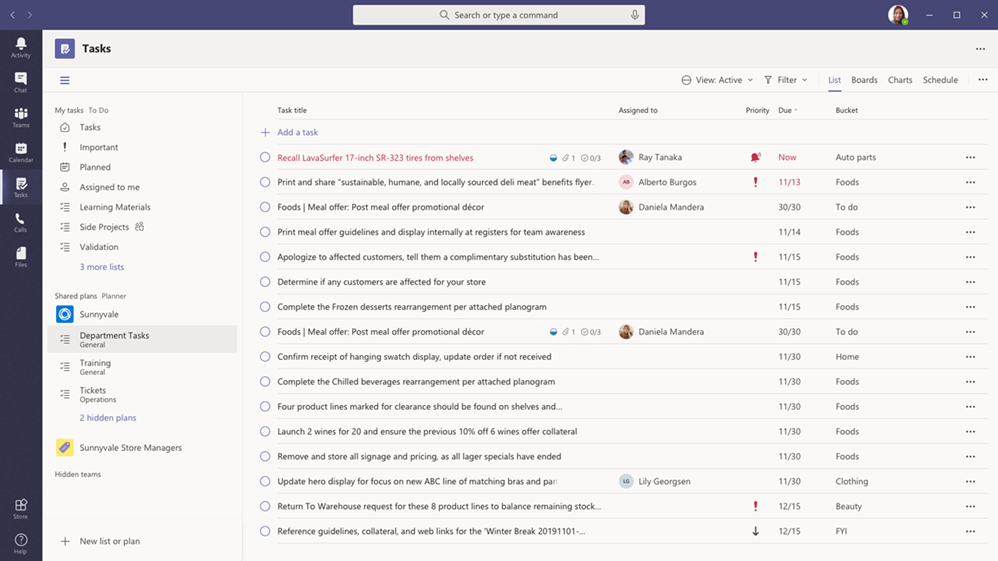 Search or type a command
Activity
Chat
Teams
Calendar
Tasks
Calls
Files
Store
Help
Tasks
View: Active
Filter
List
Boards
Charts
Schedule
My tasks To Do
Tasks
Important
Planned
Assigned to me
Learning Materials
Side Projects
Validation
3 more lists
Shared plans Planner
Sunnyvale
Department Tasks
General
Training
General
Tickets
Operations
2 hidden plans
Sunnyvale Store Managers
Hidden teams
New list or plan
Task title Assigned to Priority Due Bucket
Add a task
Recall LavaSurfer 17-inch SR-323 tires from shelves 1 0/3 Ray Tanaka Now Auto parts
Print and share “sustainable, humane, and locally sourced deli meat” benefits flyer. AB Alberto Burgos 11/13 Foods
Foods | Meal offer: Post meal offer promotional décor Daniela Mandera 30/30 To do
Print meal offer guidelines and display internally at registers for team awareness 11/14 Foods
Apologize to affected customers, tell them a complimentary substitution has been... 11/15 Foods
Determine if any customers are affected for your store 11/15 Foods
Complete the Frozen desserts rearrangement per attached planogram 11/15 Foods
Foods | Meal offer: Post meal offer promotional décor 1 0/3 Daniela Mandera 30/30 To do
Confirm receipt of hanging swatch display, update order if not received 11/30 Home
Complete the Chilled beverages rearrangement per attached planogram 11/30 Foods
Four product lines marked for clearance should be found on shelves and... 11/30 Foods
Launch 2 wines for 20 and ensure the previous 10% off 6 wines offer collateral 11/30 Foods
Remove and store all signage and pricing, as all lager specials have ended 11/30 Foods
Update hero display for focus on new ABC line of matching bras and LG Lily Georgsen 11/30 Clothing
Return To Warehouse request for these 8 product lines to balance remaining stock... 12/15 Beauty
Reference guidelines, collateral, and web links for the ‘Winter Break 20191101-... 12/15 FYI